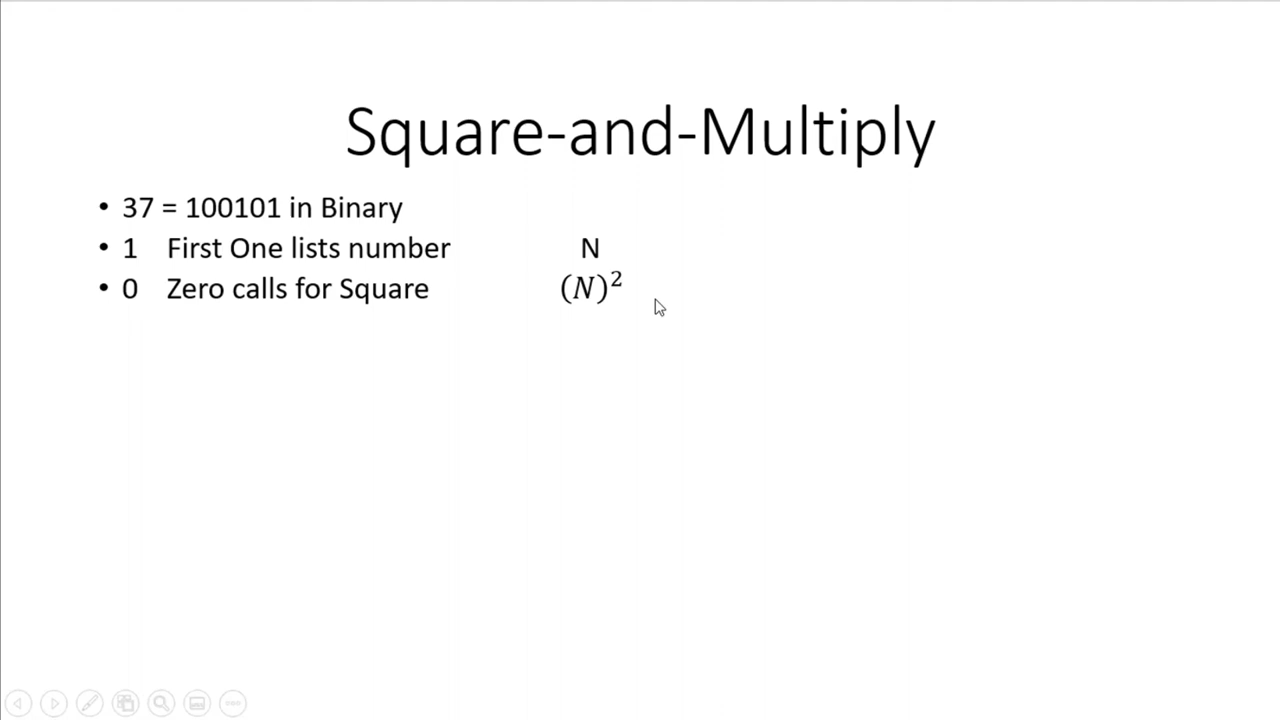 Square-and-Multiply
• 37 = 100101 in Binary
• 1 First One lists number N
• 0 Zero calls for Square (N)²